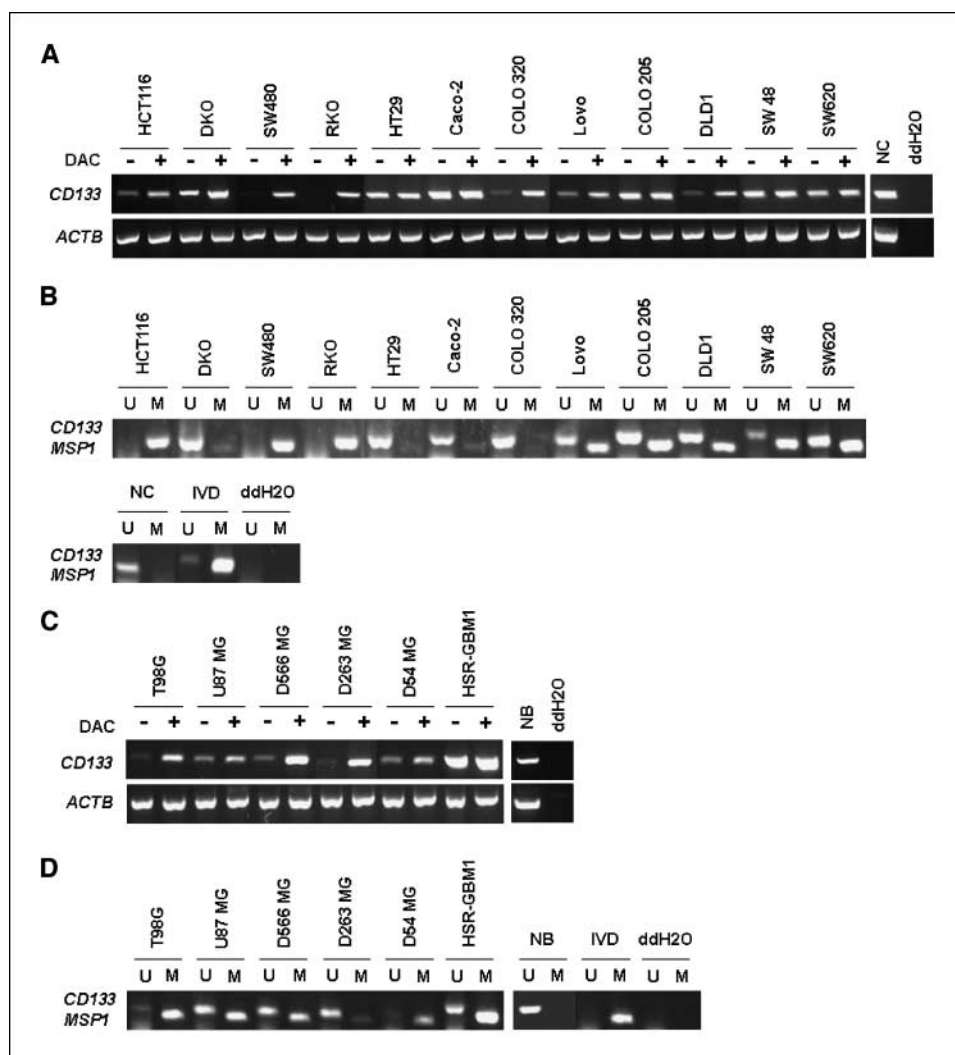 A
HCT116 DKO SW480 RKO HT29 Caco-2 COLO 320 Lovo COLO 205 DLD1 SW 48 SW620 NC ddH2O
DAC - + - + - + - + - + - + - + - + - + - + - + - +
CD133
ACTB
B
HCT116 DKO SW480 RKO HT29 Caco-2 COLO 320 Lovo COLO 205 DLD1 SW 48 SW620
U M U M U M U M U M U M U M U M U M U M U M U M
CD133
MSP1
NC IVD ddH2O
U M U M U M
CD133
MSP1
C
T98G U87 MG D566 MG D263 MG D54 MG HSR-GBM1 NB ddH2O
DAC - + - + - + - + - + - +
CD133
ACTB
D
T98G U87 MG D566 MG D263 MG D54 MG HSR-GBM1 NB IVD ddH2O
U M U M U M U M U M U M U M U M U M
CD133
MSP1